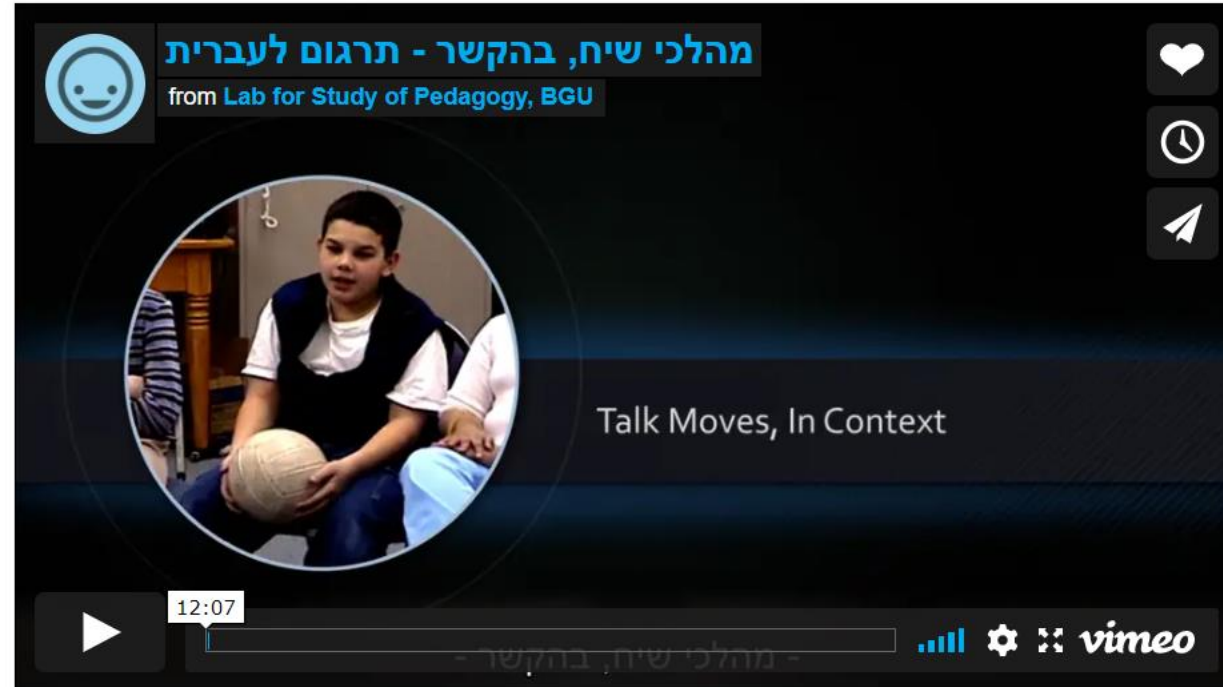 מהלכי שיח, בהקשר - תרגום לעברית
from Lab for Study of Pedagogy, BGU
Talk Moves, In Context
12:07
vimeo
- מהלכי שיח, בהקשר -